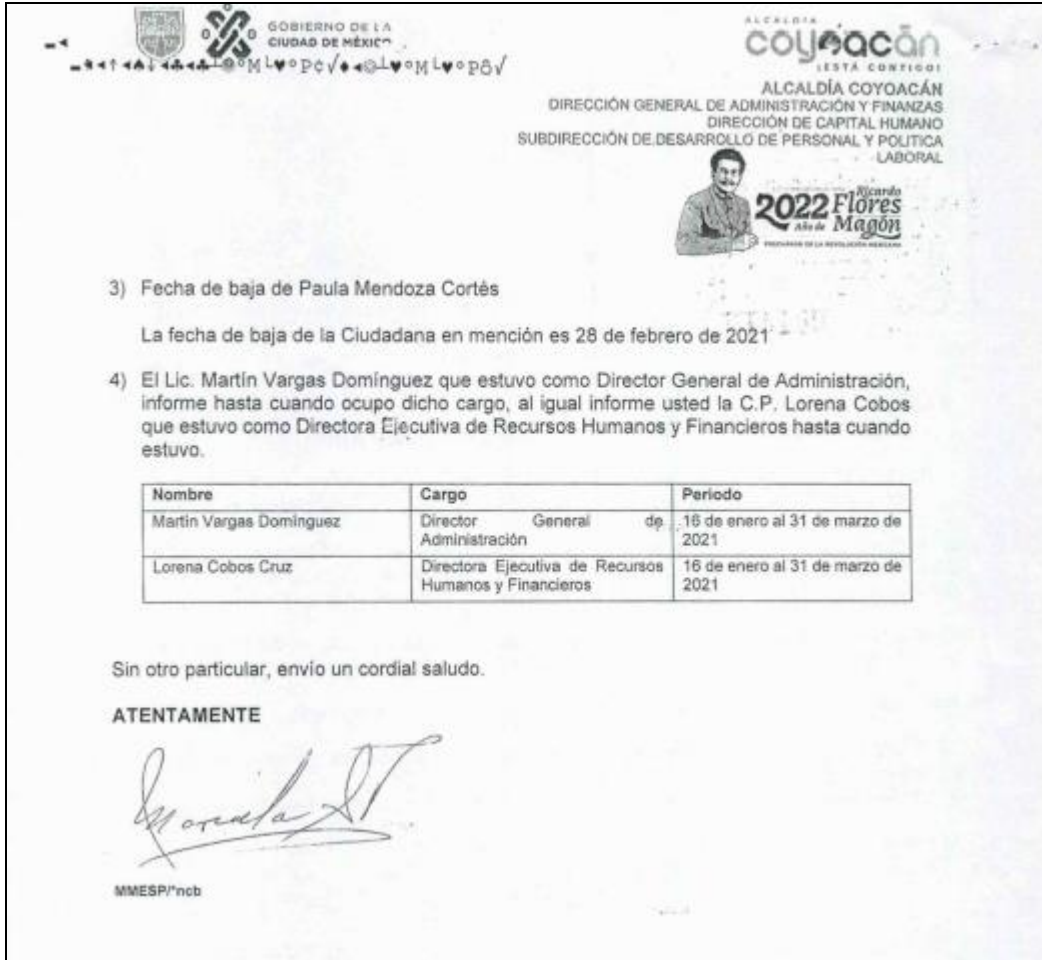 GOBIERNO DE LA
CIUDAD DE MÉXICO
ALCALDÍA
coyoacán
¡ESTÁ CONTIGO!
ALCALDÍA COYOACÁN
DIRECCIÓN GENERAL DE ADMINISTRACIÓN Y FINANZAS
DIRECCIÓN DE CAPITAL HUMANO
SUBDIRECCIÓN DE DESARROLLO DE PERSONAL Y POLITICA
LABORAL
2022 Ricardo
Flores
Año de Magón
PRECURSOR DE LA REVOLUCIÓN MEXICANA
3) Fecha de baja de Paula Mendoza Cortés
La fecha de baja de la Ciudadana en mención es 28 de febrero de 2021
4) El Lic. Martín Vargas Domínguez que estuvo como Director General de Administración,
informe hasta cuando ocupo dicho cargo, al igual informe usted la C.P. Lorena Cobos
que estuvo como Directora Ejecutiva de Recursos Humanos y Financieros hasta cuando
estuvo.
Nombre Cargo Periodo
Martin Vargas Domínguez Director General de 16 de enero al 31 de marzo de
Administración 2021
Lorena Cobos Cruz Directora Ejecutiva de Recursos 16 de enero al 31 de marzo de
Humanos y Financieros 2021
Sin otro particular, envío un cordial saludo.
ATENTAMENTE
MMESP/*ncb